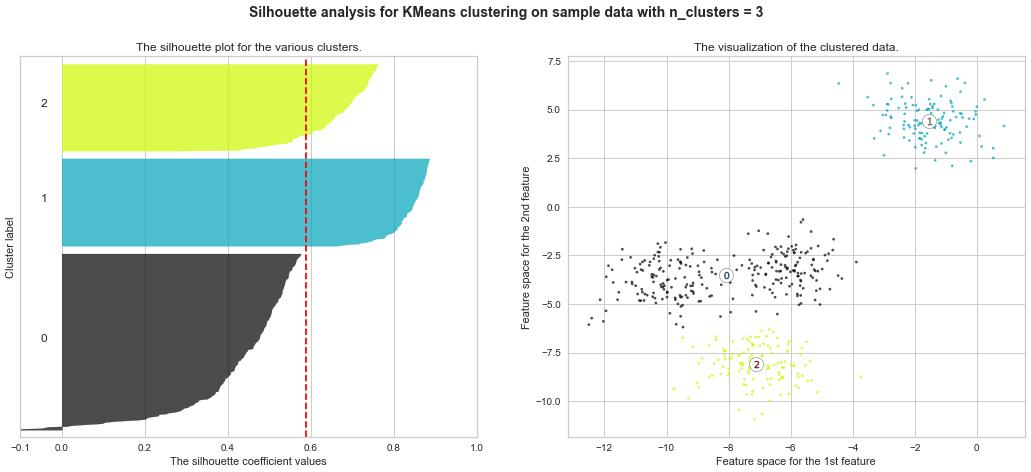 Silhouette analysis for KMeans clustering on sample data with n_clusters = 3
The silhouette plot for the various clusters.
Cluster label
2
1
0
−0.1 0.0 0.2 0.4 0.6 0.8 1.0
The silhouette coefficient values
The visualization of the clustered data.
Feature space for the 2nd feature
7.5
5.0
2.5
0.0
−2.5
−5.0
−7.5
−10.0
1
0
2
−12 −10 −8 −6 −4 −2 0
Feature space for the 1st feature